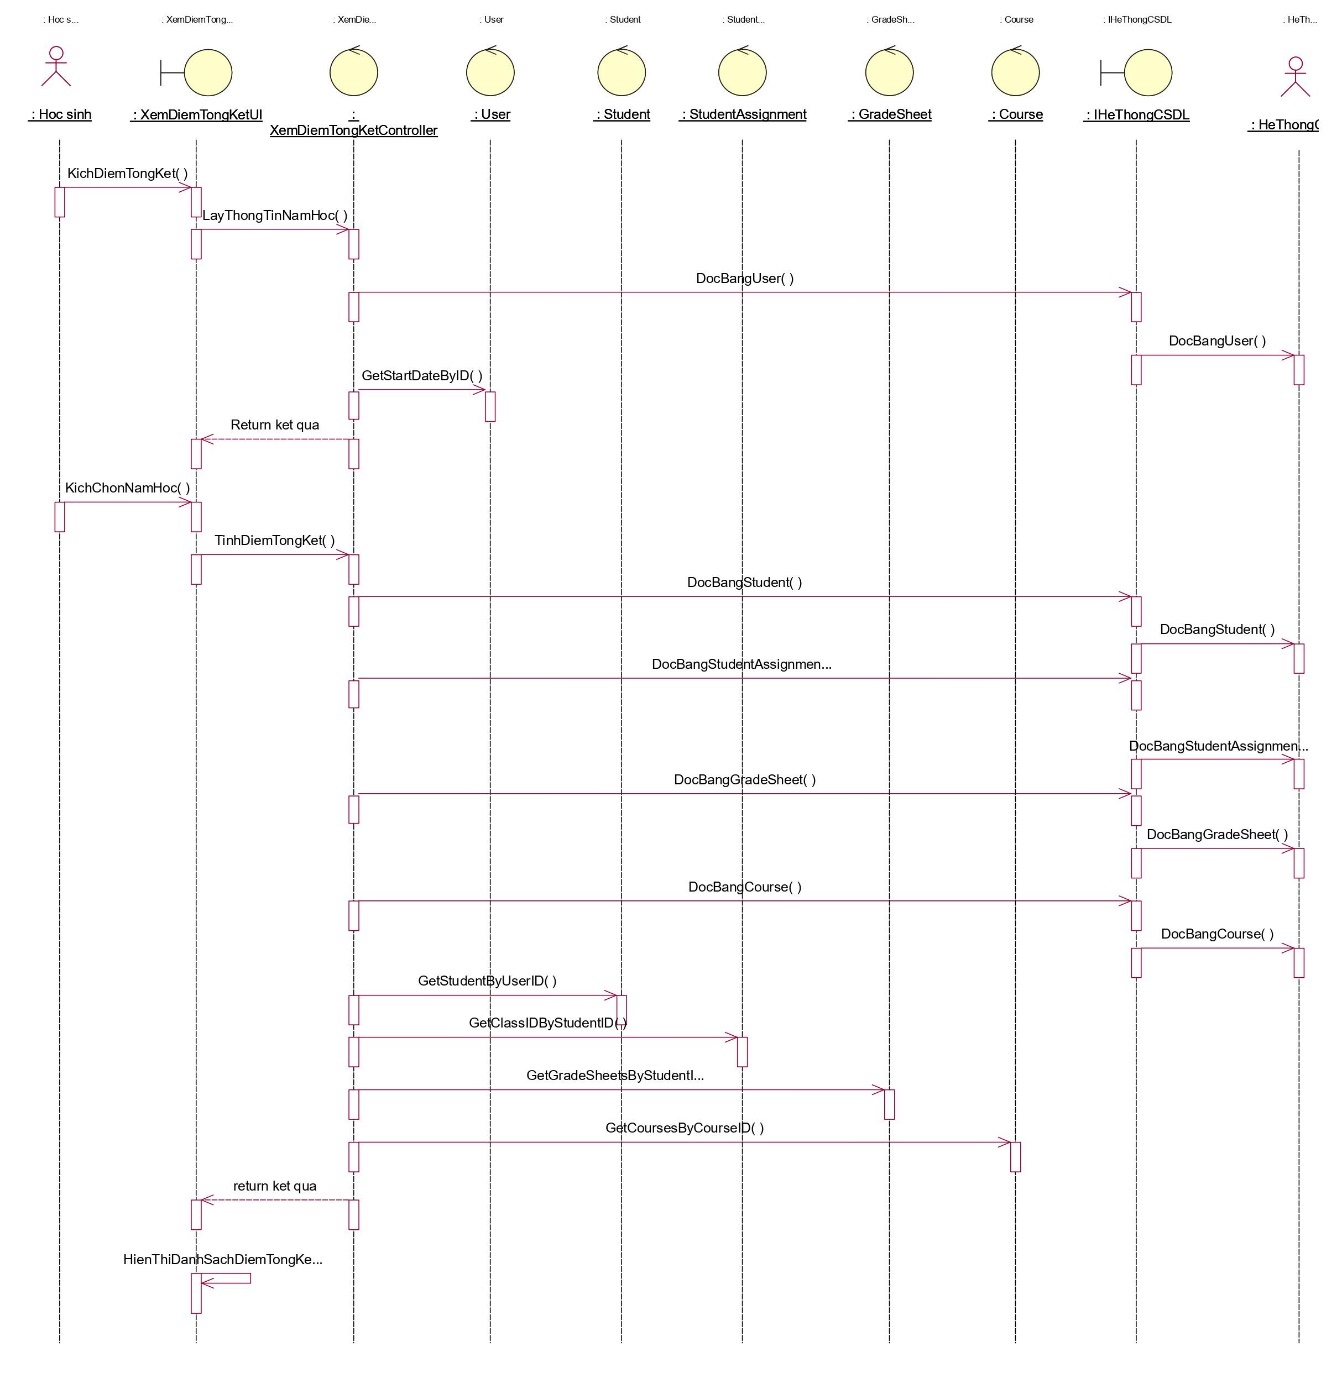 : Hoc s...
: XemDiemTong...
: XemDie...
: User
: Student
: Student...
: GradeSh...
: Course
: IHeThongCSDL
: HeTh...
: Hoc sinh
: XemDiemTongKetUI
:
XemDiemTongKetController
: User
: Student
: StudentAssignment
: GradeSheet
: Course
: IHeThongCSDL
: HeThongC
KichDiemTongKet( )
LayThongTinNamHoc( )
DocBangUser( )
DocBangUser( )
GetStartDateByID( )
Return ket qua
KichChonNamHoc( )
TinhDiemTongKet( )
DocBangStudent( )
DocBangStudent( )
DocBangStudentAssignmen...
DocBangStudentAssignmen...
DocBangGradeSheet( )
DocBangGradeSheet( )
DocBangCourse( )
DocBangCourse( )
GetStudentByUserID( )
GetClassIDByStudentID( )
GetGradeSheetsByStudentI...
GetCoursesByCourseID( )
return ket qua
HienThiDanhSachDiemTongKe...